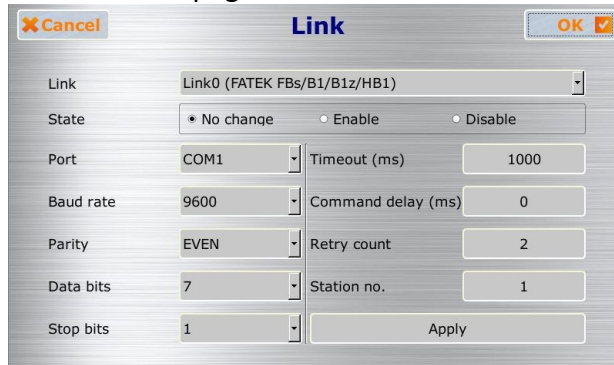 Cancel Link OK
Link Link0 (FATEK FBs/B1/B1z/HB1)
State No change Enable Disable
Port COM1 Timeout (ms) 1000
Baud rate 9600 Command delay (ms) 0
Parity EVEN Retry count 2
Data bits 7 Station no. 1
Stop bits 1 Apply